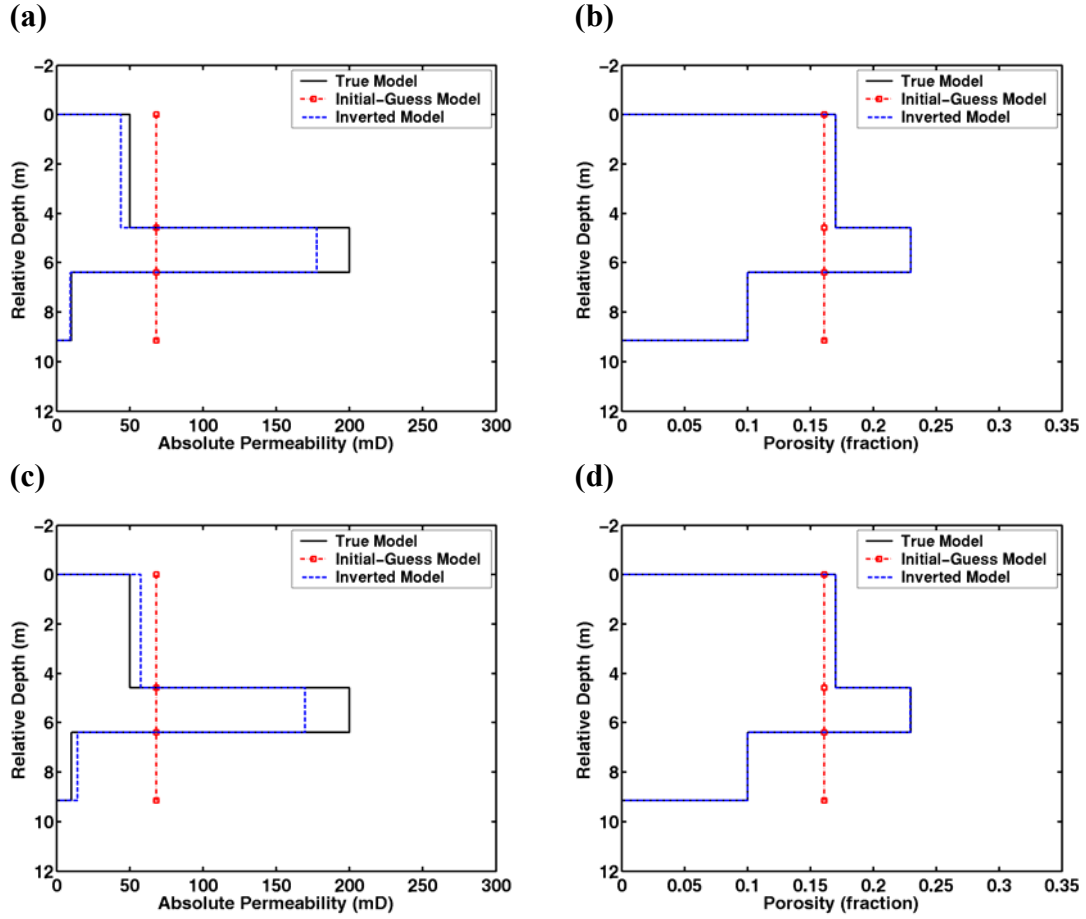 (a)
(b)
−2
0
2
4
6
8
10
12
Relative Depth (m)
True Model
Initial−Guess Model
Inverted Model
0 50 100 150 200 250 300
Absolute Permeability (mD)
−2
0
2
4
6
8
10
12
Relative Depth (m)
True Model
Initial−Guess Model
Inverted Model
0 0.05 0.1 0.15 0.2 0.25 0.3 0.35
Porosity (fraction)
(c)
(d)
−2
0
2
4
6
8
10
12
Relative Depth (m)
True Model
Initial−Guess Model
Inverted Model
0 50 100 150 200 250 300
Absolute Permeability (mD)
−2
0
2
4
6
8
10
12
Relative Depth (m)
True Model
Initial−Guess Model
Inverted Model
0 0.05 0.1 0.15 0.2 0.25 0.3 0.35
Porosity (fraction)